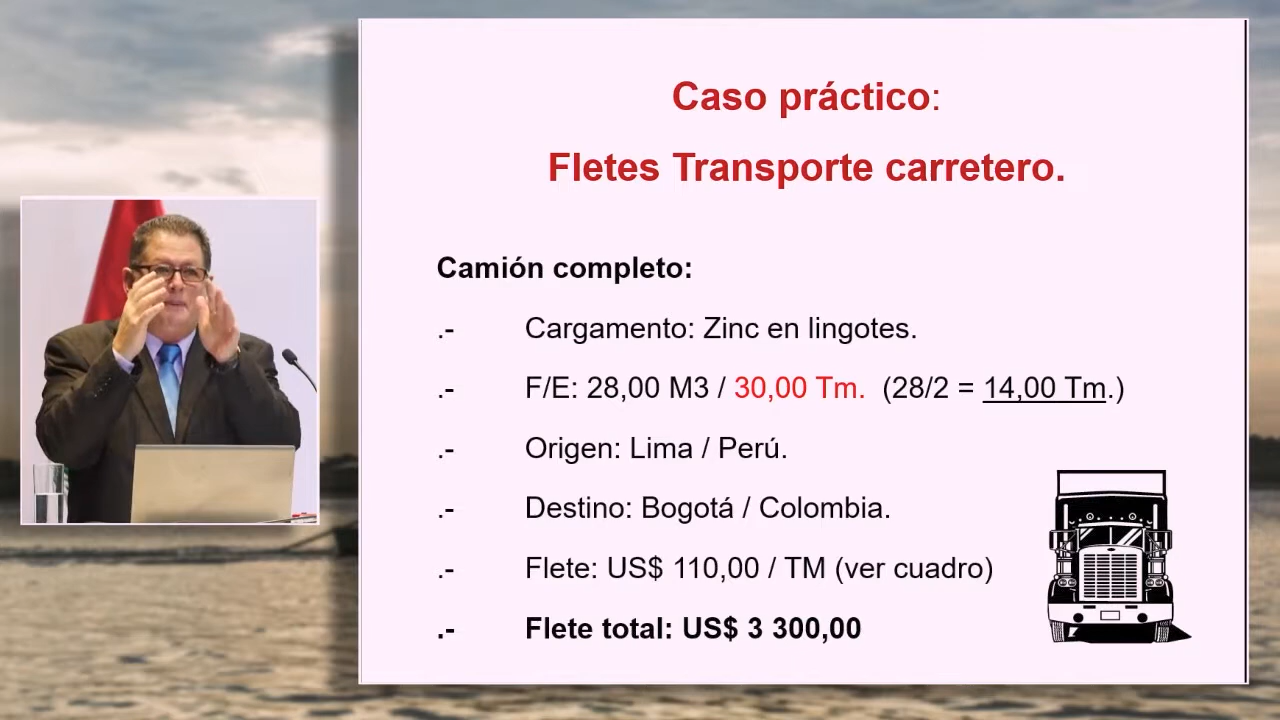 Caso práctico:
Fletes Transporte carretero.
Camión completo:
.- Cargamento: Zinc en lingotes.
.- F/E: 28,00 M3 / 30,00 Tm. (28/2 = 14,00 Tm.)
.- Origen: Lima / Perú.
.- Destino: Bogotá / Colombia.
.- Flete: US$ 110,00 / TM (ver cuadro)
.- Flete total: US$ 3 300,00